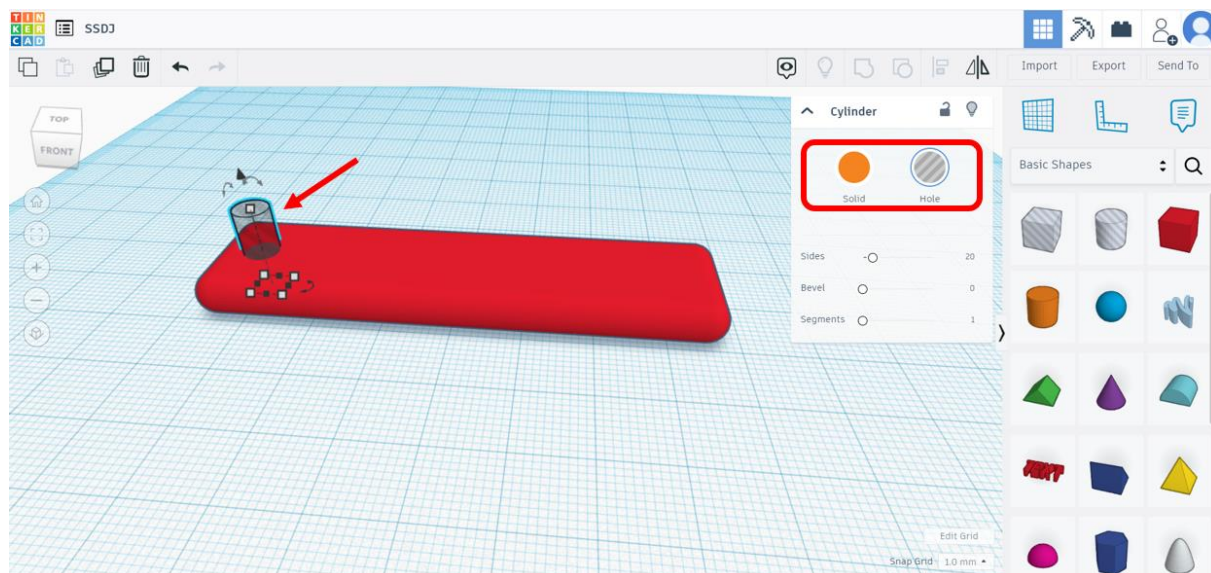 TIN
KER
CAD
SSDJ
Import
Export
Send To
TOP
FRONT
Cylinder
Solid
Hole
Sides
20
Bevel
0
Segments
1
Basic Shapes
TEXT
Edit Grid
Snap Grid
1.0 mm